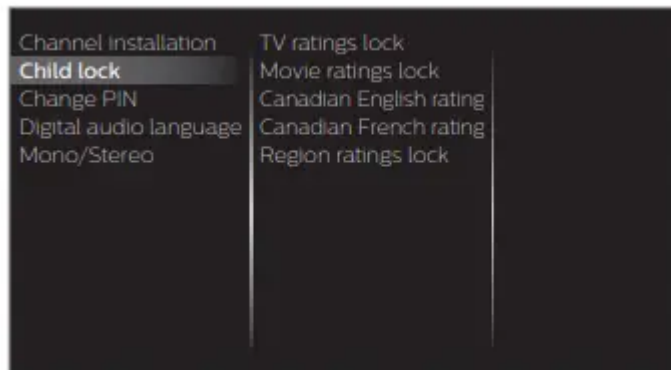 Channel installation
Child lock
Change PIN
Digital audio language
Mono/Stereo
TV ratings lock
Movie ratings lock
Canadian English rating
Canadian French rating
Region ratings lock